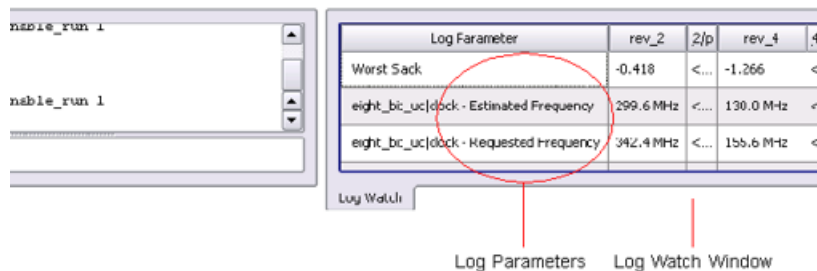 nable_run 1
nable_run 1
Log Parameter rev_2 2/p rev_4 4
Worst Slack -0.418 <... -1.266 <
eight_bit_uc|clock - Estimated Frequency 299.6 MHz <... 130.0 MHz <
eight_bit_uc|clock - Requested Frequency 342.4 MHz <... 155.6 MHz <
Log Watch
Log Parameters Log Watch Window